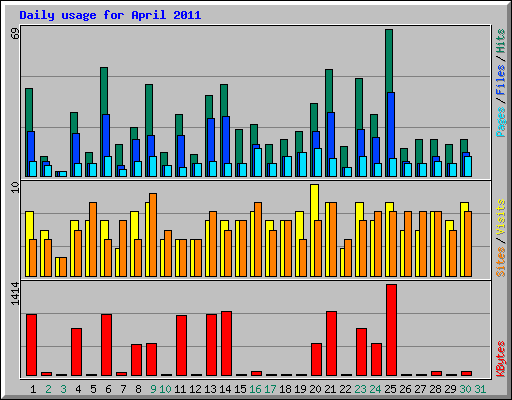 Daily usage for April 2011
69
Pages / Files / Hits
10
Sites / Visits
1414
KBytes
1 2 3 4 5 6 7 8 9 10 11 12 13 14 15 16 17 18 19 20 21 22 23 24 25 26 27 28 29 30 31